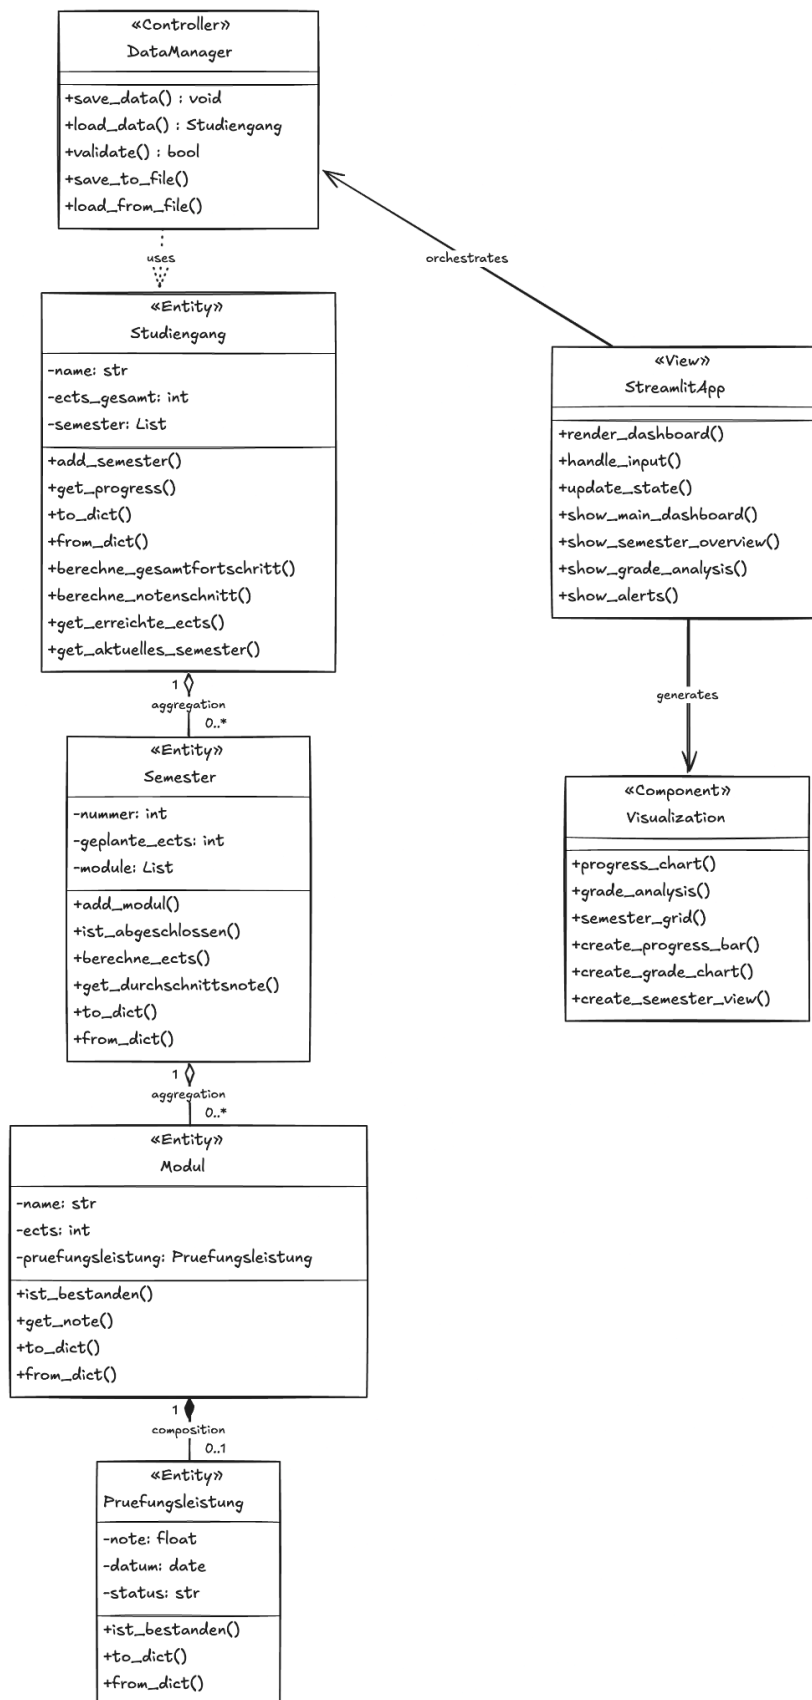 «Controller»
DataManager
+save_data() : void
+load_data() : Studiengang
+validate() : bool
+save_to_file()
+load_from_file()
uses
orchestrates
«Entity»
Studiengang
-name: str
-ects_gesamt: int
-semester: List
+add_semester()
+get_progress()
+to_dict()
+from_dict()
+berechne_gesamtfortschritt()
+berechne_notenschnitt()
+get_erreichte_ects()
+get_aktuelles_semester()
«View»
StreamlitApp
+render_dashboard()
+handle_input()
+update_state()
+show_main_dashboard()
+show_semester_overview()
+show_grade_analysis()
+show_alerts()
1
aggregation
0..*
generates
«Entity»
Semester
-nummer: int
-geplante_ects: int
-module: List
+add_modul()
+ist_abgeschlossen()
+berechne_ects()
+get_durchschnittsnote()
+to_dict()
+from_dict()
«Component»
Visualization
+progress_chart()
+grade_analysis()
+semester_grid()
+create_progress_bar()
+create_grade_chart()
+create_semester_view()
1
aggregation
0..*
«Entity»
Modul
-name: str
-ects: int
-pruefungsleistung: Pruefungsleistung
+ist_bestanden()
+get_note()
+to_dict()
+from_dict()
1
composition
0..1
«Entity»
Pruefungsleistung
-note: float
-datum: date
-status: str
+ist_bestanden()
+to_dict()
+from_dict()